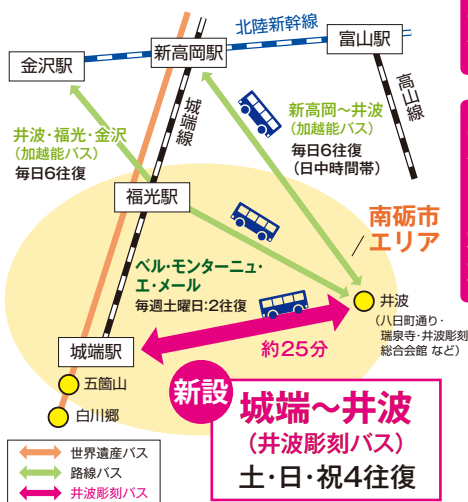 北陸新幹線
富山駅
新高岡駅
金沢駅
高山線
城端線
新高岡～井波
(加越能バス)
毎日6往復
(日中時間帯)
井波・福光・金沢
(加越能バス)
毎日6往復
福光駅
南砺市
エリア
ベル・モンターニュ・
エ・メール
毎週土曜日:2往復
井波
(八日町通り・
瑞泉寺・井波彫刻
総合会館 など)
約25分
城端駅
五箇山
白川郷
新設
城端～井波
(井波彫刻バス)
土・日・祝4往復
世界遺産バス
路線バス
井波彫刻バス